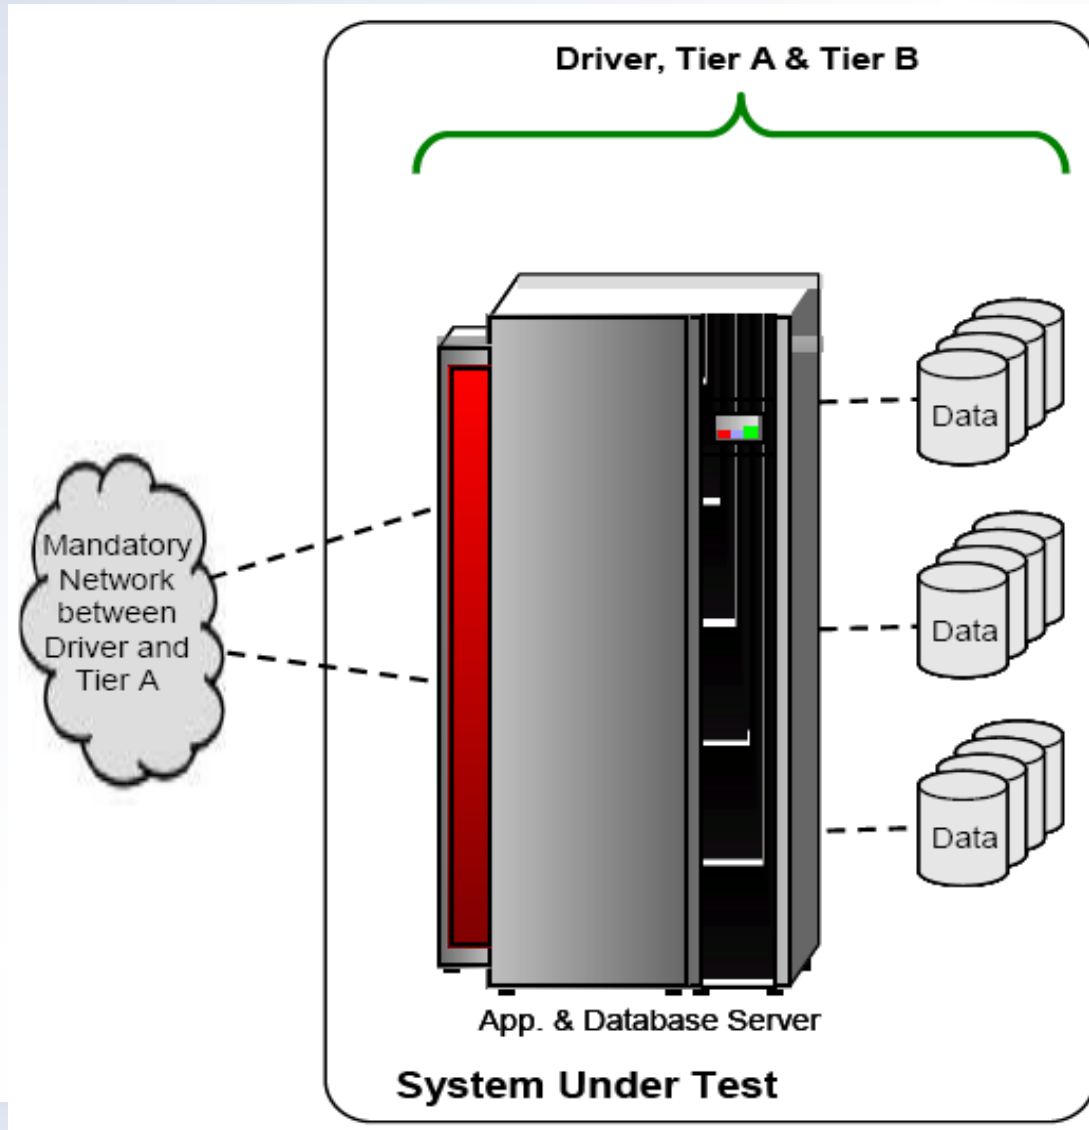 Driver, Tier A & Tier B
Mandatory
Network
between
Driver and
Tier A
Data
Data
Data
App. & Database Server
System Under Test